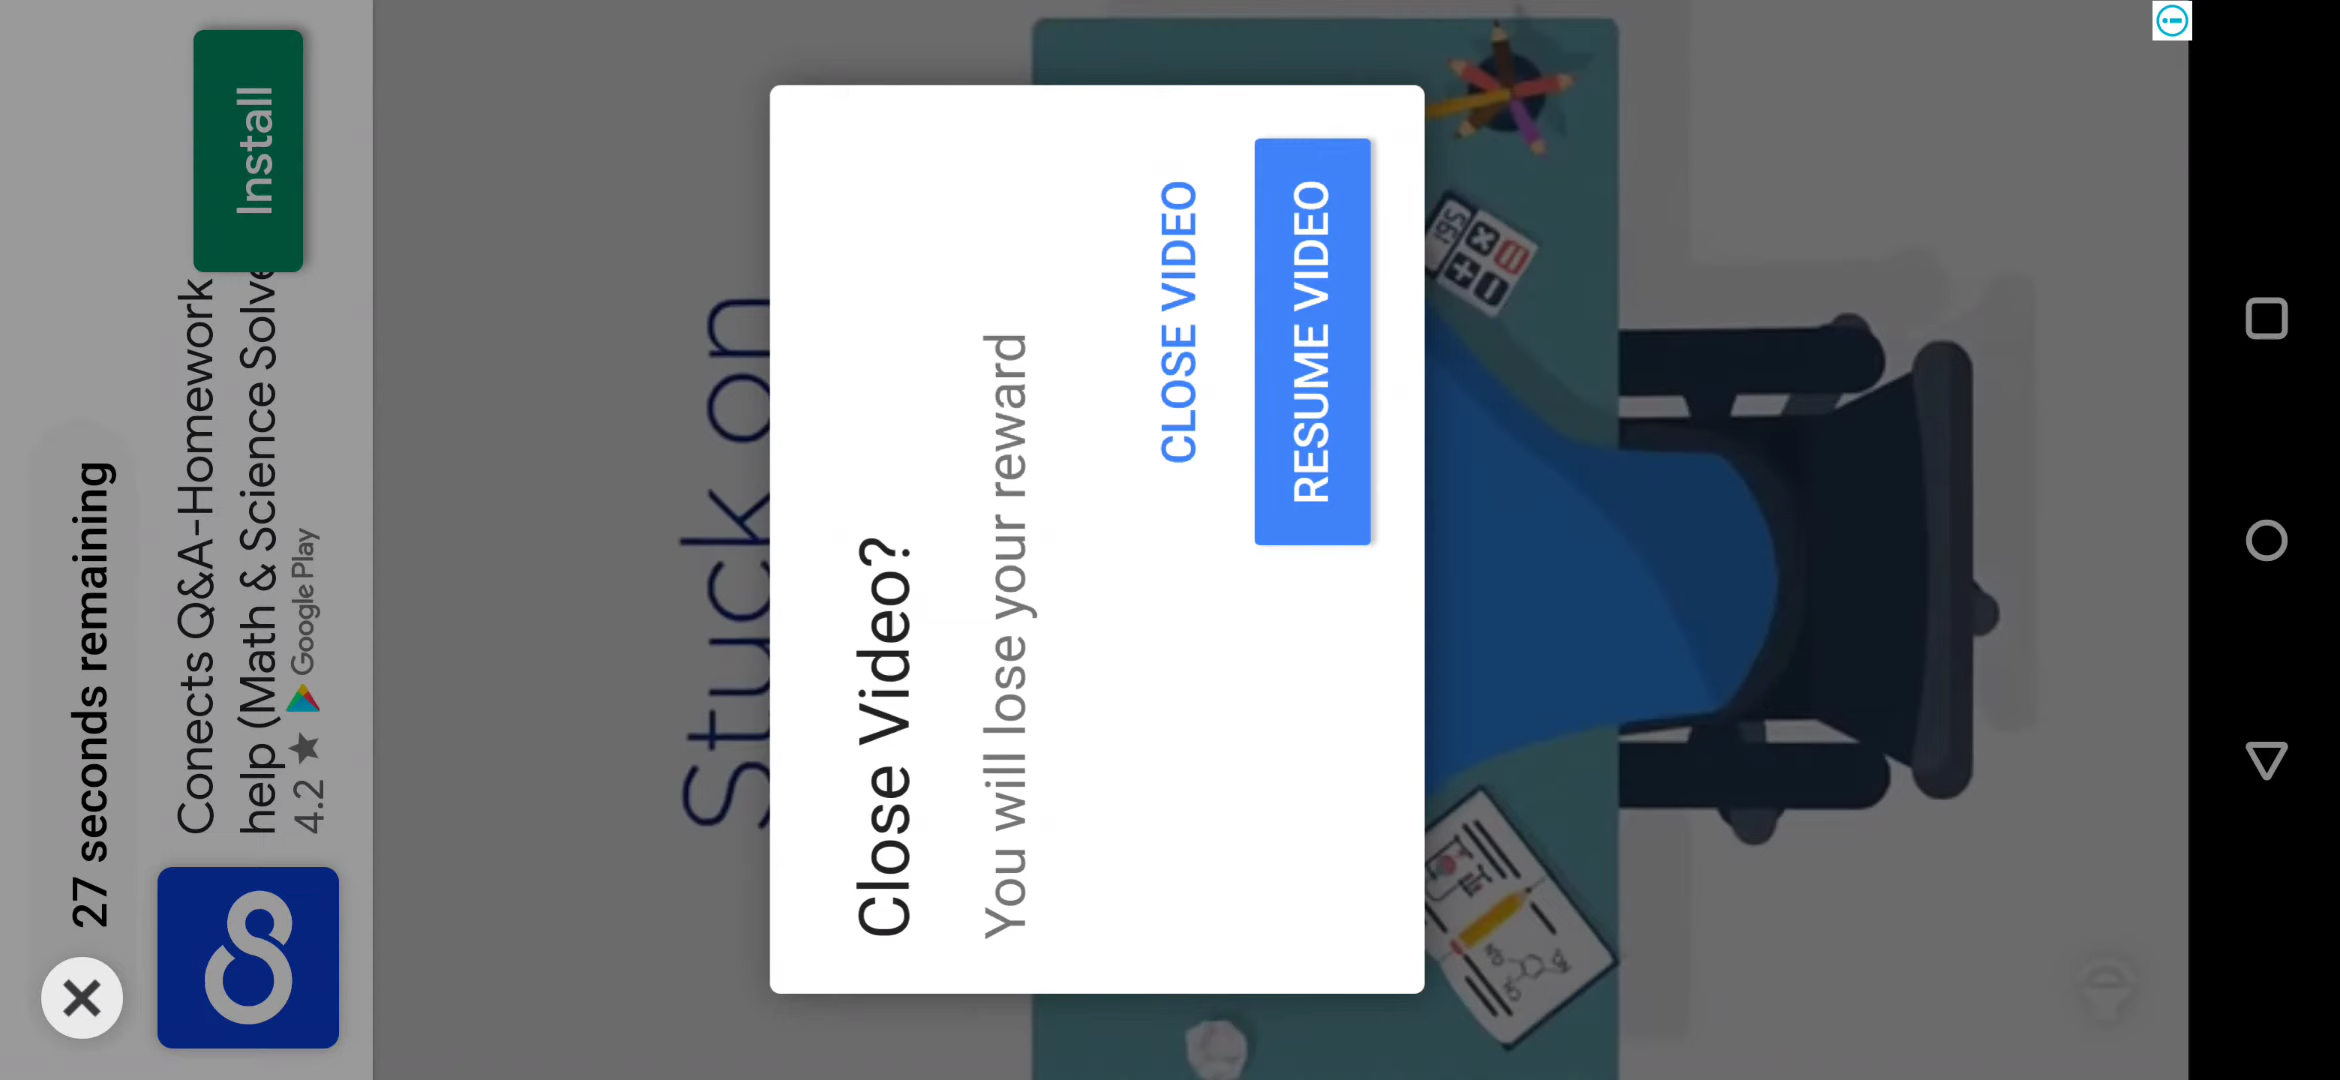 27 seconds remaining
Conects Q&A-Homework
help (Math & Science Solve
4.2 ★ Google Play
Install
Stuck on
Close Video?
You will lose your reward
CLOSE VIDEO
RESUME VIDEO